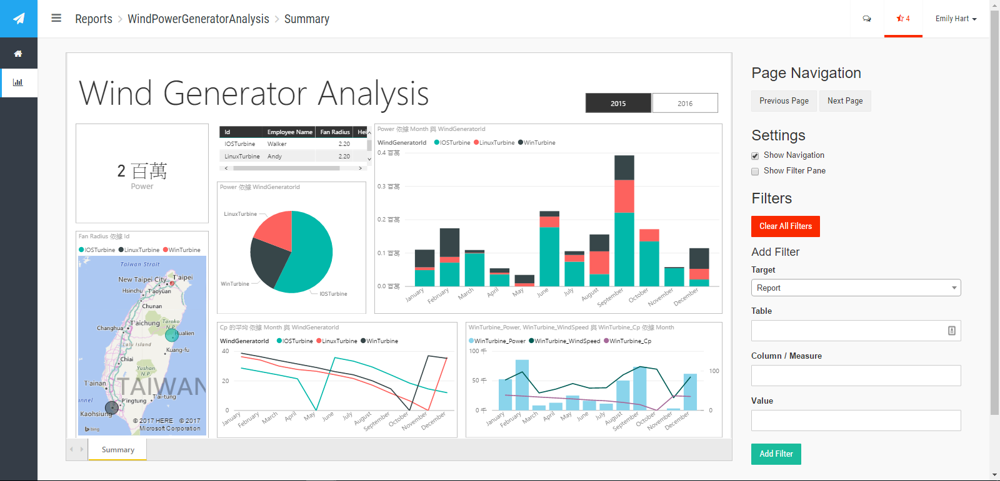 Reports > WindPowerGeneratorAnalysis > Summary
4
Emily Hart
Wind Generator Analysis
2015
2016
2 百萬
Power
Id Employee Name Fan Radius Hei
IOSTurbine Walker 2.20
LinuxTurbine Andy 2.20
Power 依據 WindGeneratorId
LinuxTurbine
WinTurbine
IOSTurbine
Power 依據 Month 與 WindGeneratorId
WindGeneratorId IOSTurbine LinuxTurbine WinTurbine
0.4 百萬
0.3 百萬
0.2 百萬
0.1 百萬
0.0 百萬
January February March April May June July August September October November December
Fan Radius 依據 Id
IOSTurbine LinuxTurbine WinTurbine
Taiwan Strait
New Taipei City
T'aipei
Hsinchu
T'aoyuan
Chunan
Changhua
T'aichung
Taroko
N.P.
Hualien
Lalu Island
Kuang-fu
Chiai
Yushan
N.P.
T'ainan
TAIWAN
T'ai-tung
P'ingtung
nnel
Kaohsiung
© 2017 HERE © 2017
Microsoft Corporation
bing
Cp 的平均 依據 Month 與 WindGeneratorId
WindGeneratorId IOSTurbine LinuxTurbine WinTurbine
40
20
0
January February March April May June July August September October November December
WinTurbine_Power, WinTurbine_WindSpeed 與 WinTurbine_Cp 依據 Month
WinTurbine_Power WinTurbine_WindSpeed WinTurbine_Cp
100 千
50 千
0 千
100
0
January February March April May June July August September October November December
Summary
Page Navigation
Previous Page
Next Page
Settings
Show Navigation
Show Filter Pane
Filters
Clear All Filters
Add Filter
Target
Report
Table
Column / Measure
Value
Add Filter